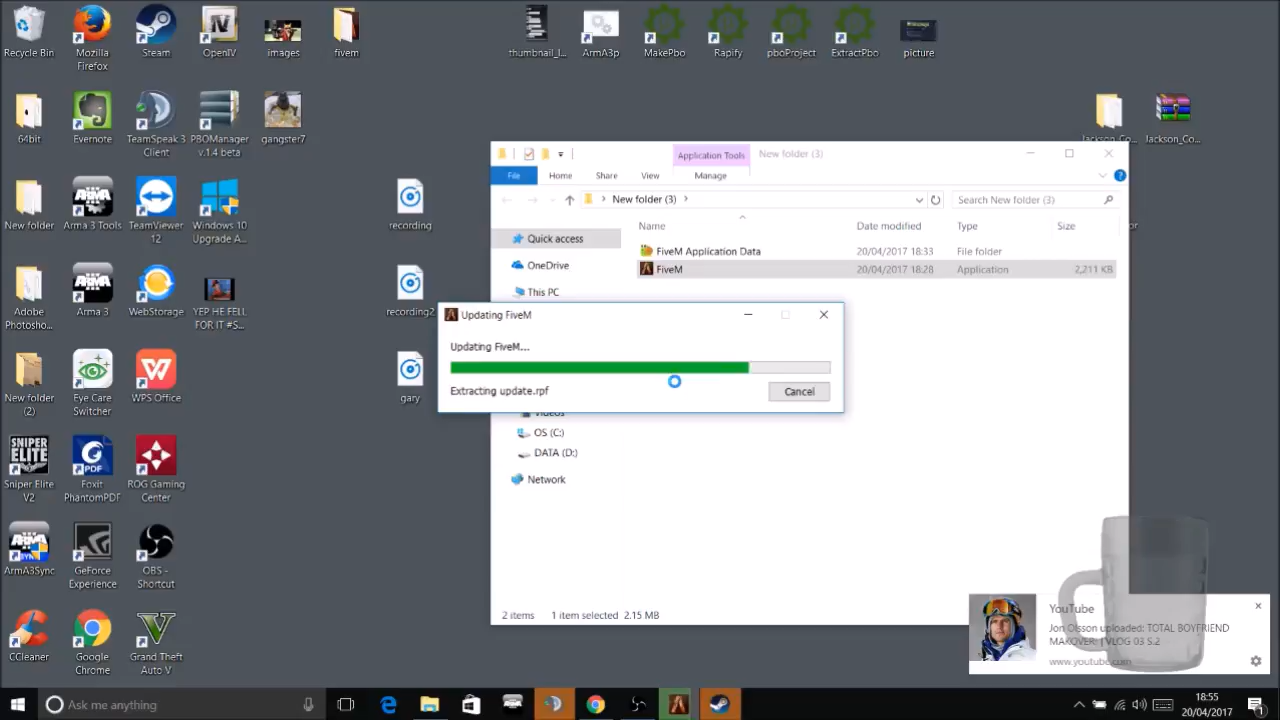 Recycle Bin
Mozilla
Firefox
Steam
OpenIV
images
fivem
thumbnail_I...
ArmA3p
MakePbo
Rapify
pboProject
ExtractPbo
picture
64bit
Evernote
TeamSpeak 3
Client
PBOManager
v.1.4 beta
gangster7
Jackson_Co...
Jackson_Co...
New folder
Arma 3 Tools
TeamViewer
12
Windows 10
Upgrade A...
recording
Adobe
Photosho...
Arma 3
WebStorage
YEP HE FELL
FOR IT #S...
recording2
New folder
(2)
Eye Care
Switcher
WPS Office
gary
SNIPER
ELITE
Sniper Elite
V2
PDF
Foxit
PhantomPDF
ROG Gaming
Center
SYNC
ArmA3Sync
GeForce
Experience
OBS -
Shortcut
CCleaner
Google
Chrome
Grand Theft
Auto V
Application Tools
New folder (3)
File
Home
Share
View
Manage
New folder (3)
Search New folder (3)
Name
Date modified
Type
Size
Quick access
OneDrive
This PC
FiveM Application Data
20/04/2017 18:33
File folder
FiveM
20/04/2017 18:28
Application
2,211 KB
Updating FiveM
Updating FiveM...
Extracting update.rpf
Cancel
Videos
OS (C:)
DATA (D:)
Network
2 items
1 item selected
2.15 MB
YouTube
Jon Olsson uploaded: TOTAL BOYFRIEND
MAKOVER: | VLOG 03 S.2
www.youtube.com
Ask me anything
18:55
20/04/2017
1